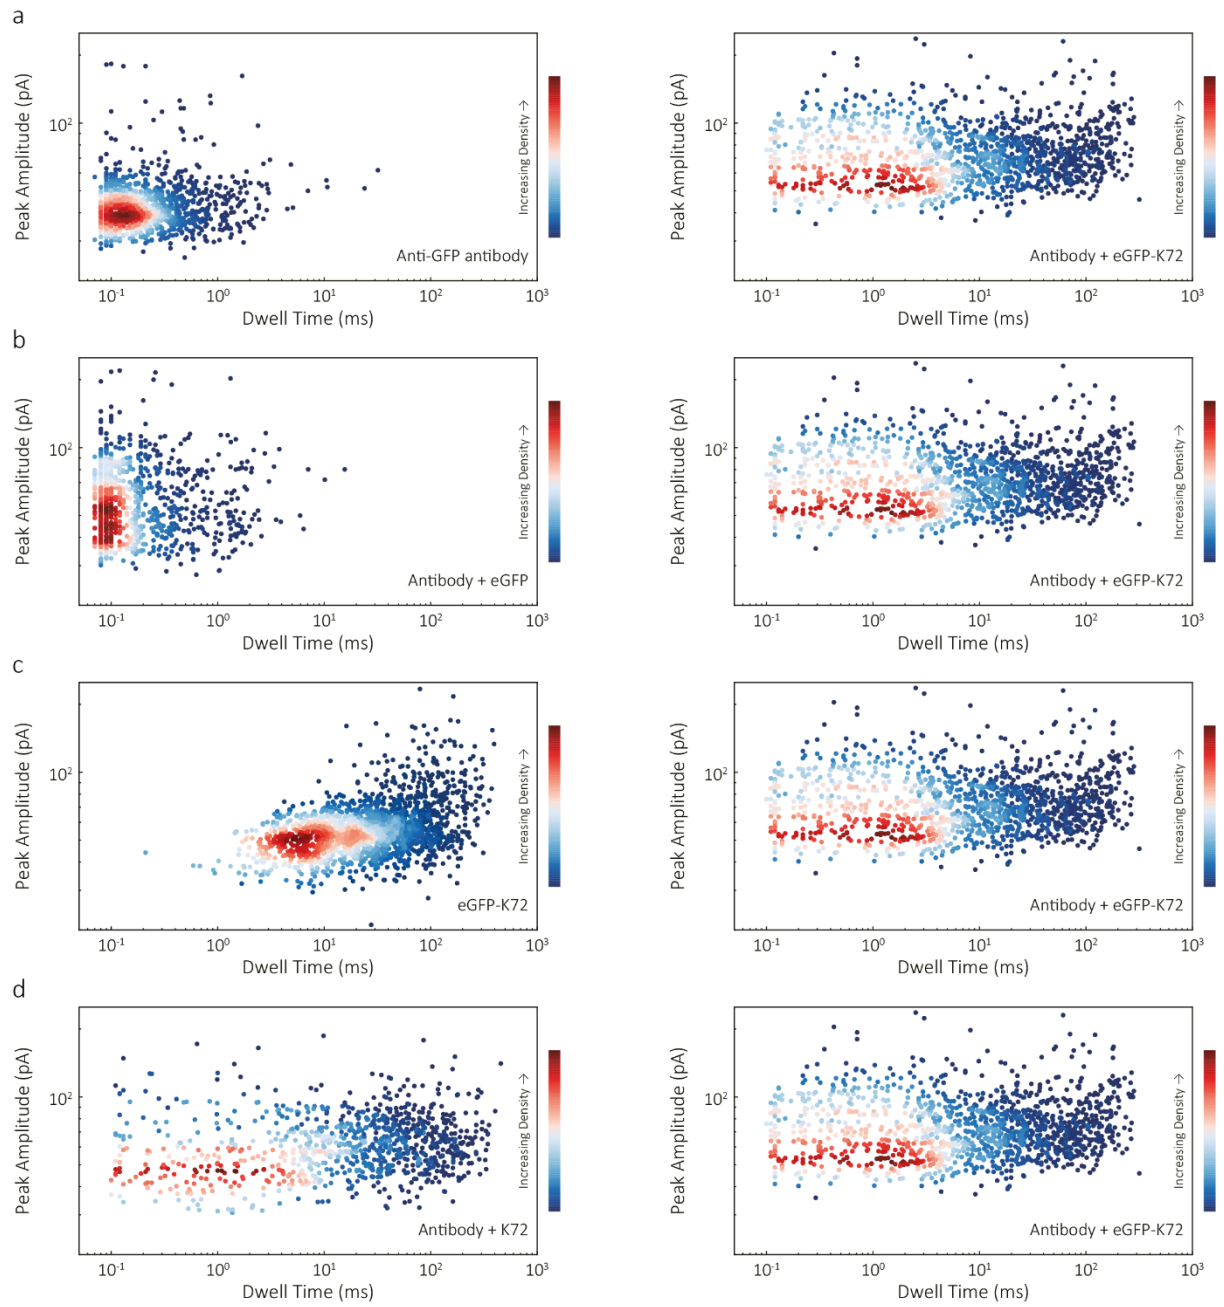 a
Peak Amplitude (pA)
10²
Increasing Density →
Anti-GFP antibody
10⁻¹ 10⁰ 10¹ 10² 10³
Dwell Time (ms)
Peak Amplitude (pA)
10²
Increasing Density →
Antibody + eGFP-K72
10⁻¹ 10⁰ 10¹ 10² 10³
Dwell Time (ms)
b
Peak Amplitude (pA)
10²
Increasing Density →
Antibody + eGFP
10⁻¹ 10⁰ 10¹ 10² 10³
Dwell Time (ms)
Peak Amplitude (pA)
10²
Increasing Density →
Antibody + eGFP-K72
10⁻¹ 10⁰ 10¹ 10² 10³
Dwell Time (ms)
c
Peak Amplitude (pA)
10²
Increasing Density →
eGFP-K72
10⁻¹ 10⁰ 10¹ 10² 10³
Dwell Time (ms)
Peak Amplitude (pA)
10²
Increasing Density →
Antibody + eGFP-K72
10⁻¹ 10⁰ 10¹ 10² 10³
Dwell Time (ms)
d
Peak Amplitude (pA)
10²
Increasing Density →
Antibody + K72
10⁻¹ 10⁰ 10¹ 10² 10³
Dwell Time (ms)
Peak Amplitude (pA)
10²
Increasing Density →
Antibody + eGFP-K72
10⁻¹ 10⁰ 10¹ 10² 10³
Dwell Time (ms)